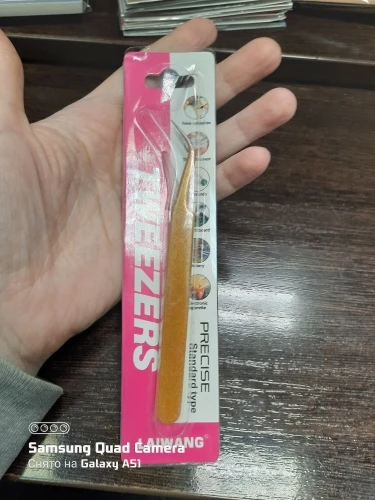 TWEEZERS
PRECISE
Standard type
LAIWANG
Samsung Quad Camera
Снято на Galaxy A51